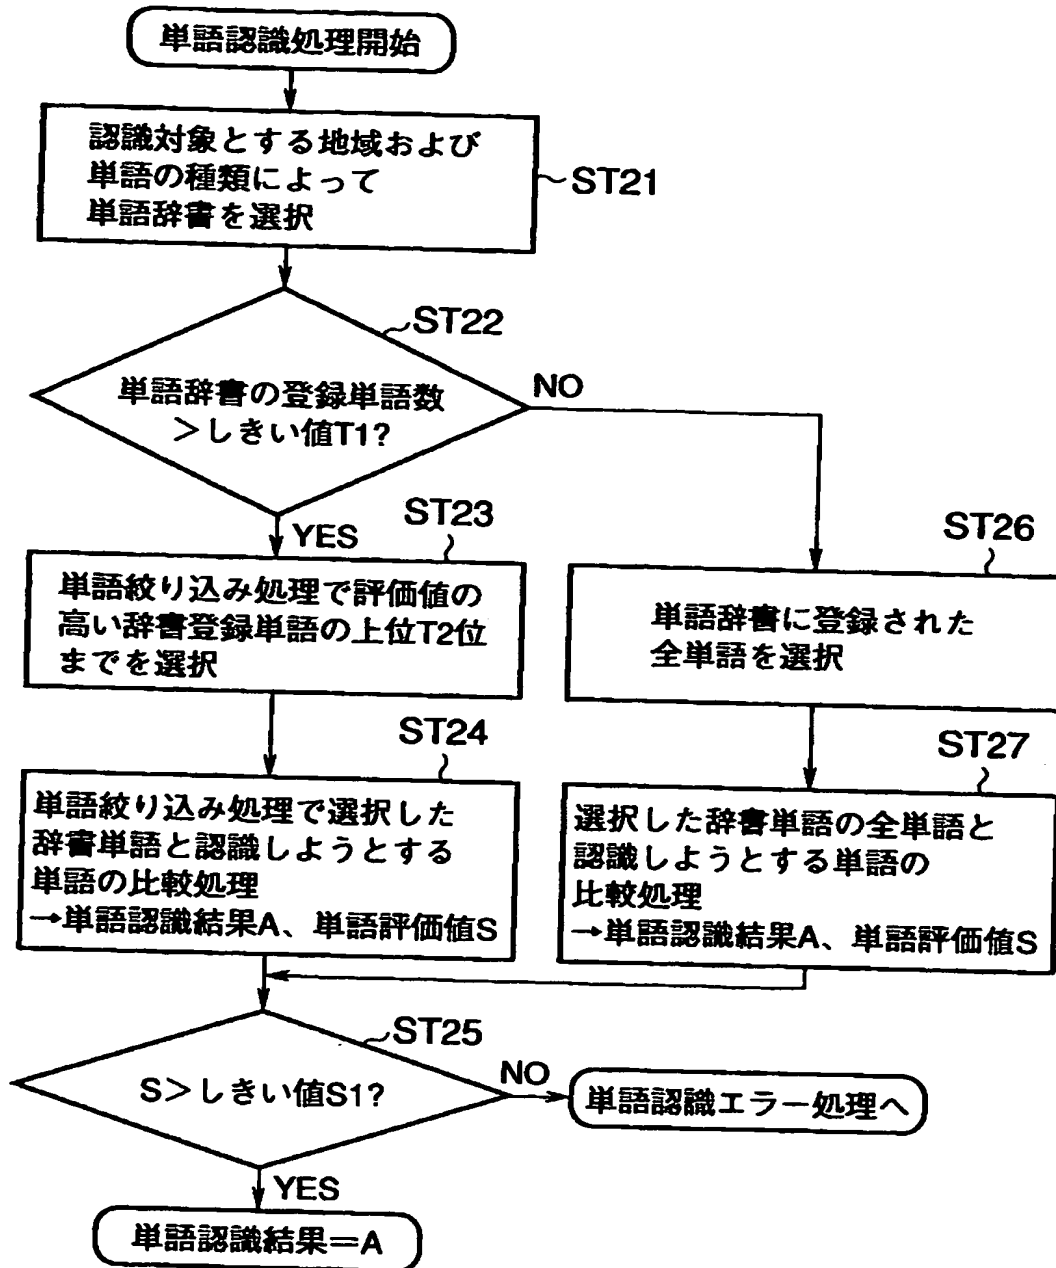 単語認識処理開始
認識対象とする地域および
単語の種類によって
単語辞書を選択
ST21
ST22
単語辞書の登録単語数
>しきい値T1?
NO
YES
ST23
単語絞り込み処理で評価値の
高い辞書登録単語の上位T2位
までを選択
ST26
単語辞書に登録された
全単語を選択
ST24
単語絞り込み処理で選択した
辞書単語と認識しようとする
単語の比較処理
→単語認識結果A、単語評価値S
ST27
選択した辞書単語の全単語と
認識しようとする単語の
比較処理
→単語認識結果A、単語評価値S
ST25
S>しきい値S1?
NO
単語認識エラー処理へ
YES
単語認識結果=A